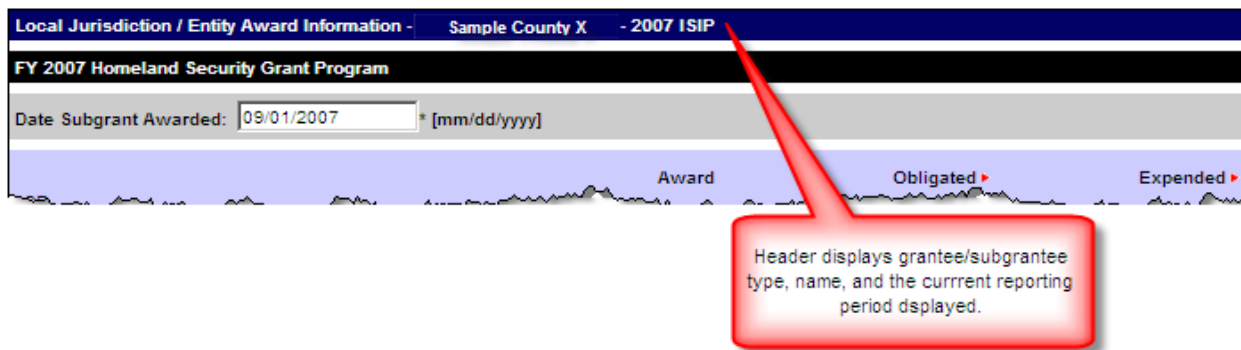 Local Jurisdiction / Entity Award Information - Sample County X - 2007 ISIP
FY 2007 Homeland Security Grant Program
Date Subgrant Awarded: 09/01/2007 * [mm/dd/yyyy]
Award Obligated Expended
Header displays grantee/subgrantee
type, name, and the currrent reporting
period dsplayed.